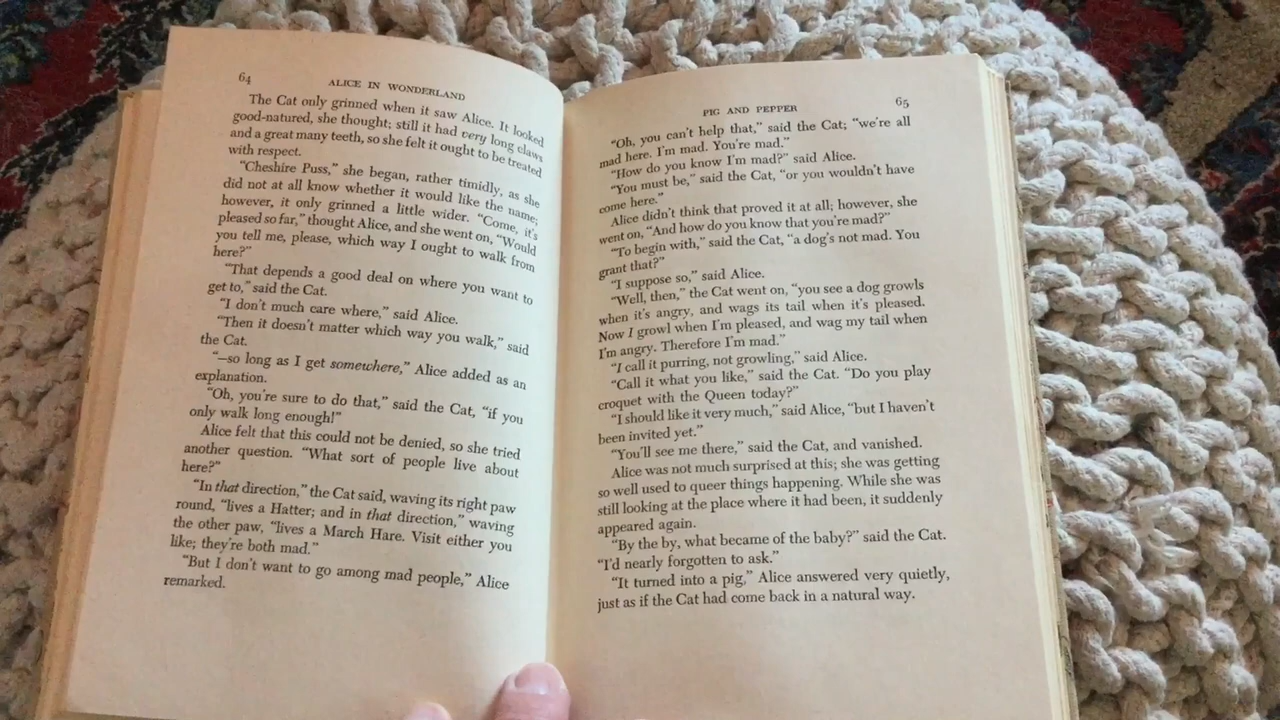 64
ALICE IN WONDERLAND
The Cat only grinned when it saw Alice. It looked
good-natured, she thought; still it had very long claws
and a great many teeth, so she felt it ought to be treated
with respect.
“Cheshire Puss,” she began, rather timidly, as she
did not at all know whether it would like the name;
however, it only grinned a little wider. “Come, it's
pleased so far,” thought Alice, and she went on, “Would
you tell me, please, which way I ought to walk from
here?”
“That depends a good deal on where you want to
get to,” said the Cat.
“I don't much care where,” said Alice.
“Then it doesn't matter which way you walk,” said
the Cat.
“—so long as I get somewhere,” Alice added as an
explanation.
“Oh, you're sure to do that,” said the Cat, “if you
only walk long enough!”
Alice felt that this could not be denied, so she tried
another question. “What sort of people live about
here?”
“In that direction,” the Cat said, waving its right paw
round, “lives a Hatter; and in that direction,” waving
the other paw, “lives a March Hare. Visit either you
like; they're both mad.”
“But I don't want to go among mad people,” Alice
remarked.
PIG AND PEPPER
65
“Oh, you can't help that,” said the Cat; “we're all
mad here. I'm mad. You're mad.”
“How do you know I'm mad?” said Alice.
“You must be,” said the Cat, “or you wouldn't have
come here.”
Alice didn't think that proved it at all; however, she
went on, “And how do you know that you're mad?”
“To begin with,” said the Cat, “a dog's not mad. You
grant that?”
“I suppose so,” said Alice.
“Well, then,” the Cat went on, “you see a dog growls
when it's angry, and wags its tail when it's pleased.
Now I growl when I'm pleased, and wag my tail when
I'm angry. Therefore I'm mad.”
“I call it purring, not growling,” said Alice.
“Call it what you like,” said the Cat. “Do you play
croquet with the Queen today?”
“I should like it very much,” said Alice, “but I haven't
been invited yet.”
“You'll see me there,” said the Cat, and vanished.
Alice was not much surprised at this; she was getting
so well used to queer things happening. While she was
still looking at the place where it had been, it suddenly
appeared again.
“By the by, what became of the baby?” said the Cat.
“I'd nearly forgotten to ask.”
“It turned into a pig,” Alice answered very quietly,
just as if the Cat had come back in a natural way.